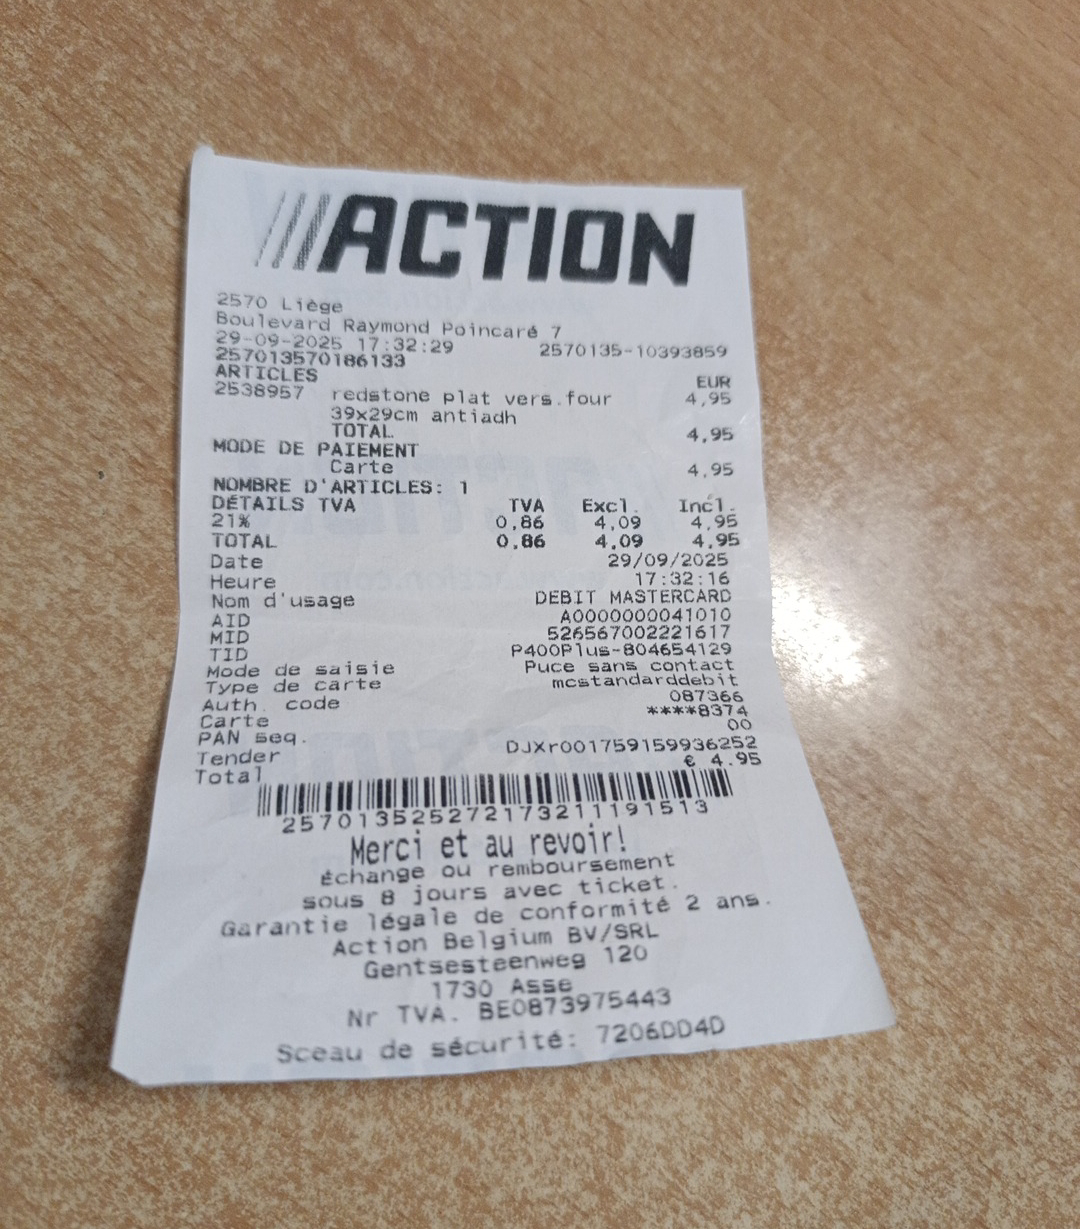 ACTION
2570 Liège
Boulevard Raymond Poincaré 7
29-09-2025 17:32:29 2570135-10393859
257013570186133
ARTICLES EUR
2538957 redstone plat vers.four 4,95
39x29cm antiadh
TOTAL 4,95
MODE DE PAIEMENT
Carte 4,95
NOMBRE D'ARTICLES: 1
DÉTAILS TVA TVA Excl. Incl.
21% 0,86 4,09 4,95
TOTAL 0,86 4,09 4,95
Date 29/09/2025
Heure 17:32:16
Nom d'usage DEBIT MASTERCARD
AID A0000000041010
MID 526567002221617
TID P400Plus-804654129
Mode de saisie Puce sans contact
Type de carte mcstandarddebit
Auth. code 087366
Carte ****8374
PAN seq. 00
Tender DJXr001759159936252
Total € 4.95
257013525272173211191513
Merci et au revoir!
Échange ou remboursement
sous 8 jours avec ticket.
Garantie légale de conformité 2 ans.
Action Belgium BV/SRL
Gentsesteenweg 120
1730 Asse
Nr TVA. BE0873975443
Sceau de sécurité: 7206DD4D